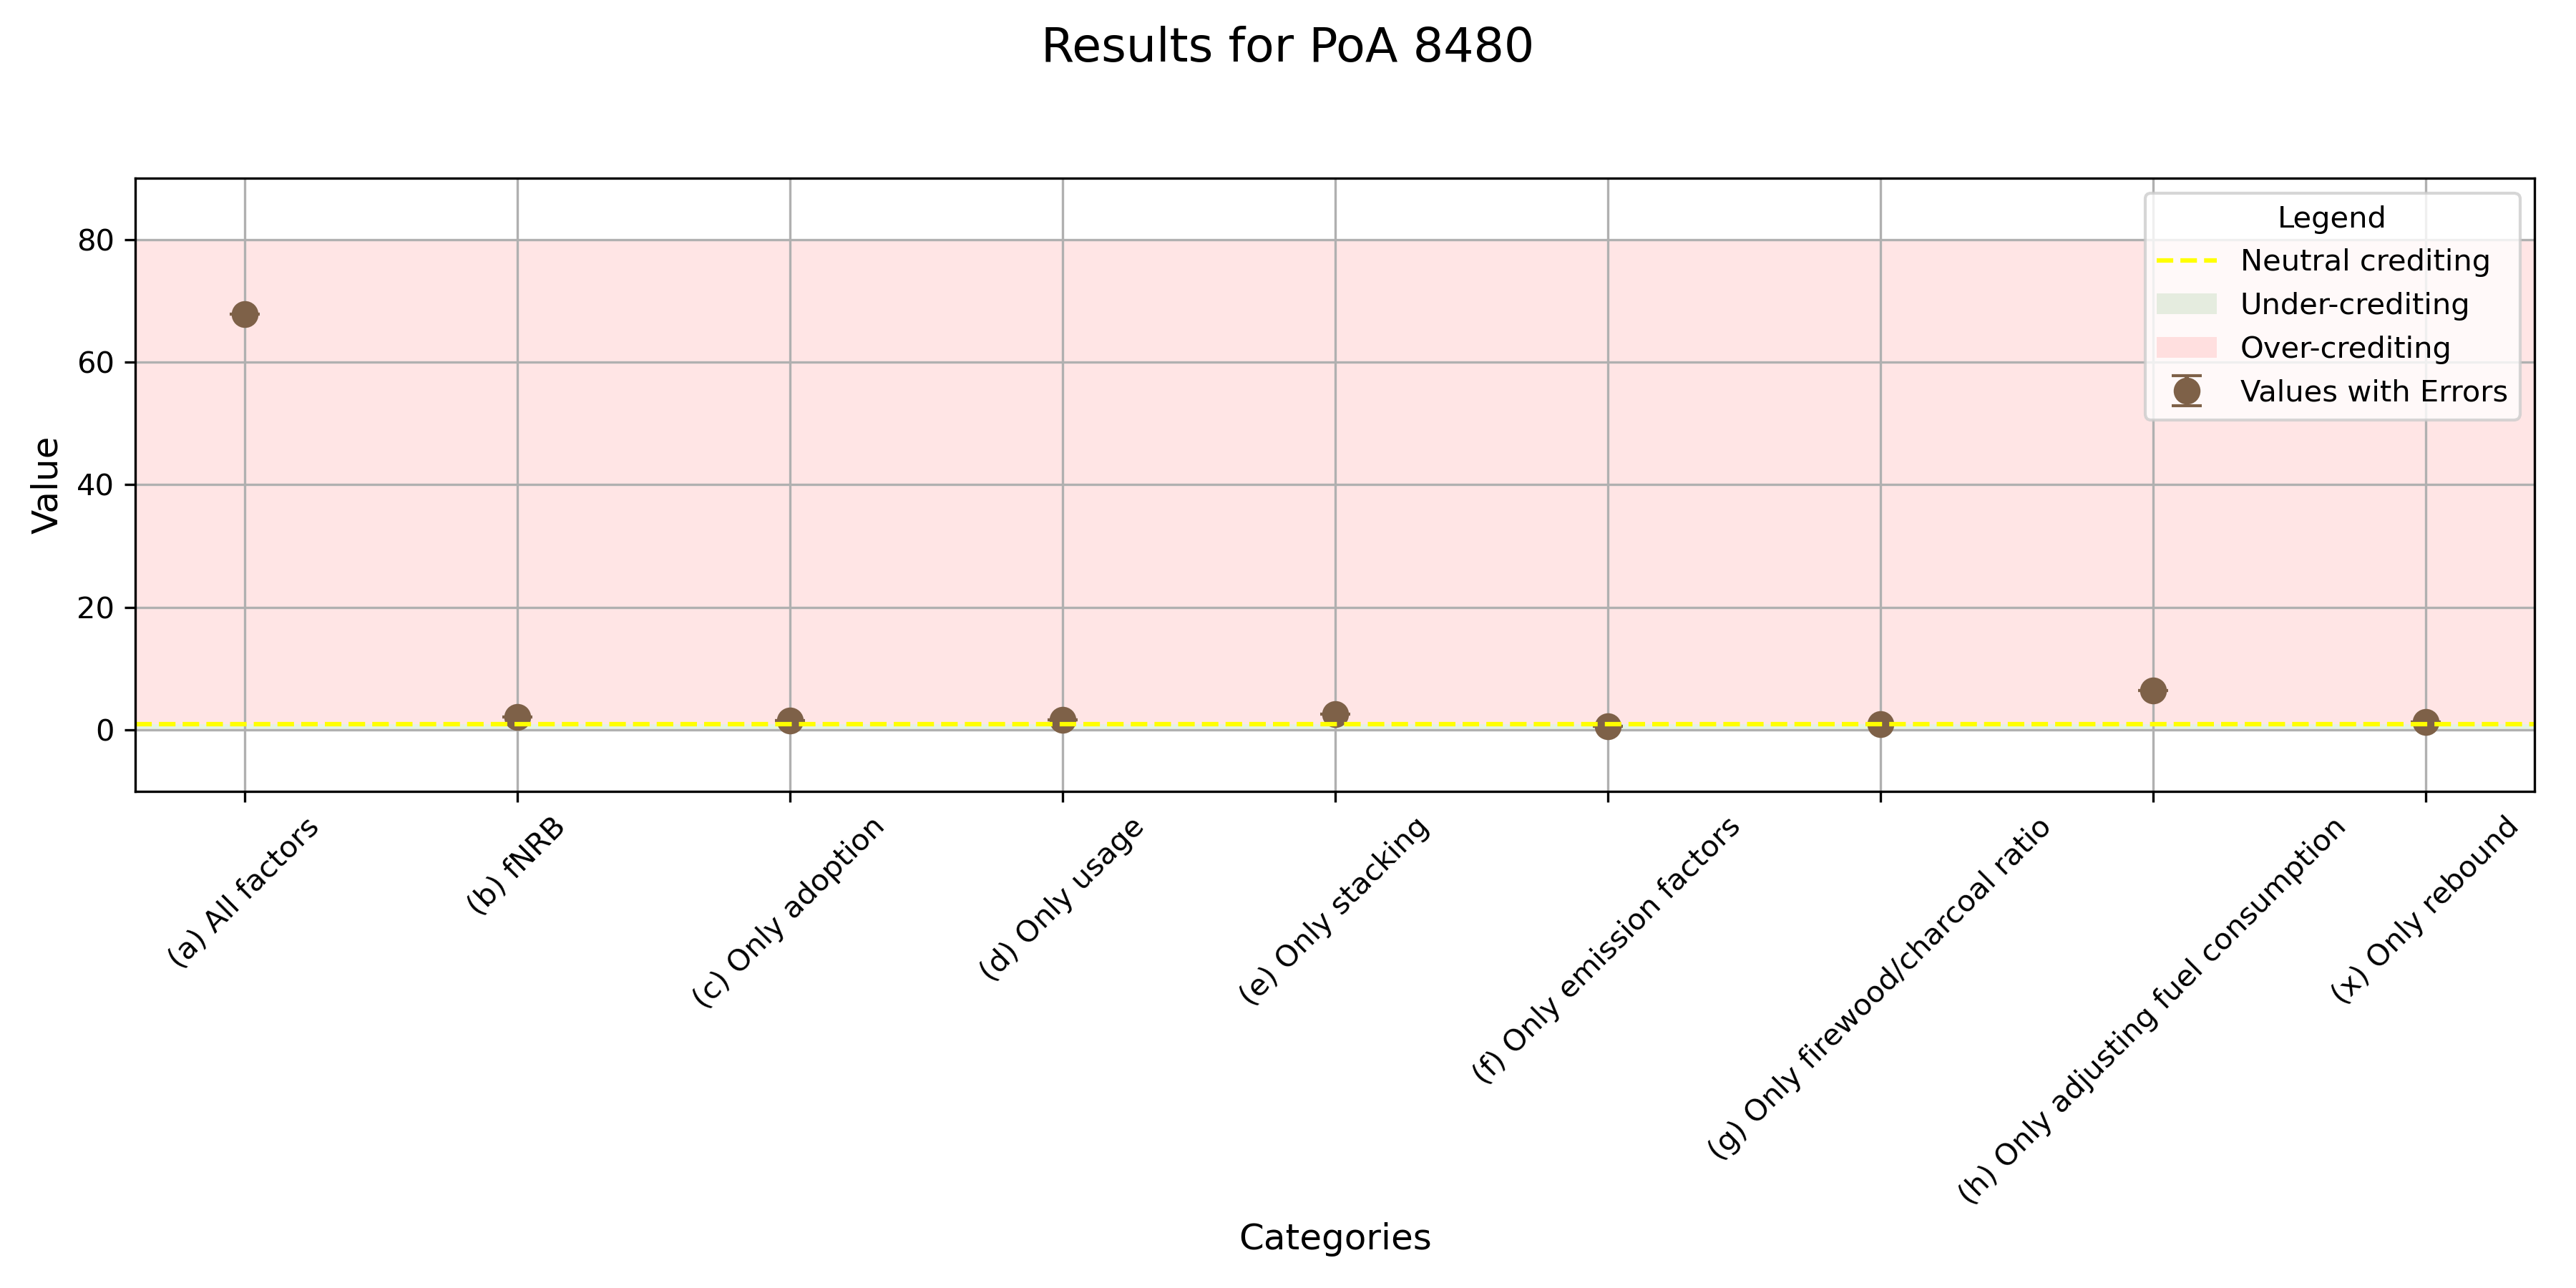 Results for PoA 8480
Value
80
60
40
20
0
Legend
Neutral crediting
Under-crediting
Over-crediting
Values with Errors
(a) All factors
(b) fNRB
(c) Only adoption
(d) Only usage
(e) Only stacking
(f) Only emission factors
(g) Only firewood/charcoal ratio
(h) Only adjusting fuel consumption
(x) Only rebound
Categories